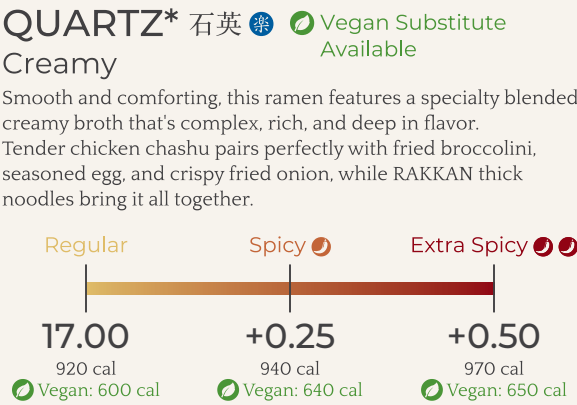 QUARTZ* 石英 楽 Vegan Substitute
Available
Creamy
Smooth and comforting, this ramen features a specialty blended
creamy broth that's complex, rich, and deep in flavor.
Tender chicken chashu pairs perfectly with fried broccolini,
seasoned egg, and crispy fried onion, while RAKKAN thick
noodles bring it all together.
Regular Spicy Extra Spicy
17.00 +0.25 +0.50
920 cal 940 cal 970 cal
Vegan: 600 cal Vegan: 640 cal Vegan: 650 cal